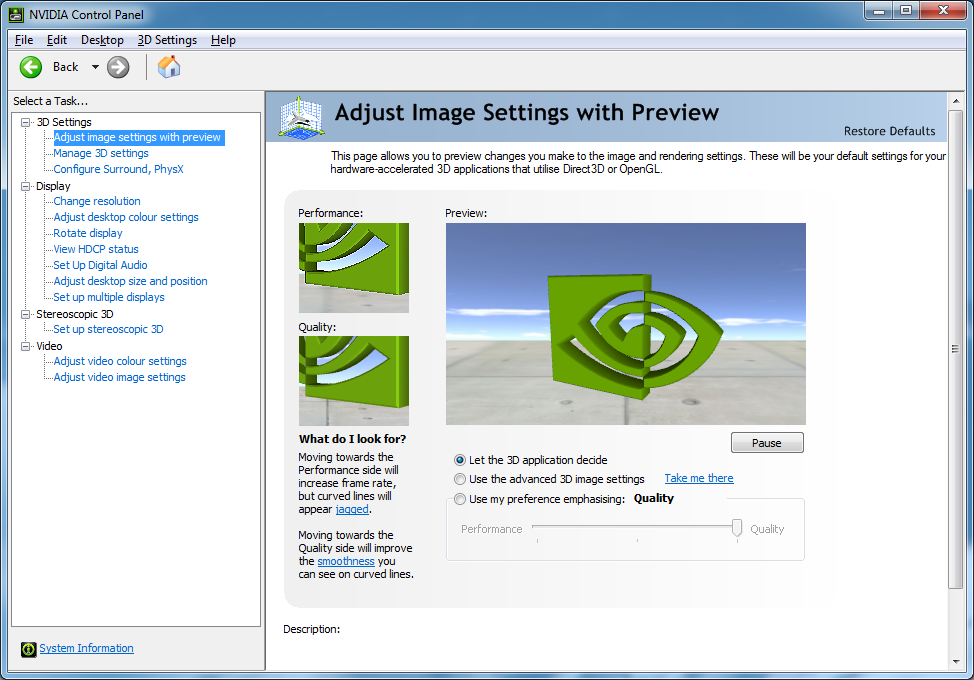 NVIDIA Control Panel
File Edit Desktop 3D Settings Help
Back
Select a Task...
3D Settings
Adjust image settings with preview
Manage 3D settings
Configure Surround, PhysX
Display
Change resolution
Adjust desktop colour settings
Rotate display
View HDCP status
Set Up Digital Audio
Adjust desktop size and position
Set up multiple displays
Stereoscopic 3D
Set up stereoscopic 3D
Video
Adjust video colour settings
Adjust video image settings
System Information
Adjust Image Settings with Preview
Restore Defaults
This page allows you to preview changes you make to the image and rendering settings. These will be your default settings for your
hardware-accelerated 3D applications that utilise Direct3D or OpenGL.
Performance:
Quality:
What do I look for?
Moving towards the
Performance side will
increase frame rate,
but curved lines will
appear jagged.
Moving towards the
Quality side will improve
the smoothness you
can see on curved lines.
Preview:
Pause
Let the 3D application decide
Use the advanced 3D image settings Take me there
Use my preference emphasising: Quality
Performance Quality
Description: